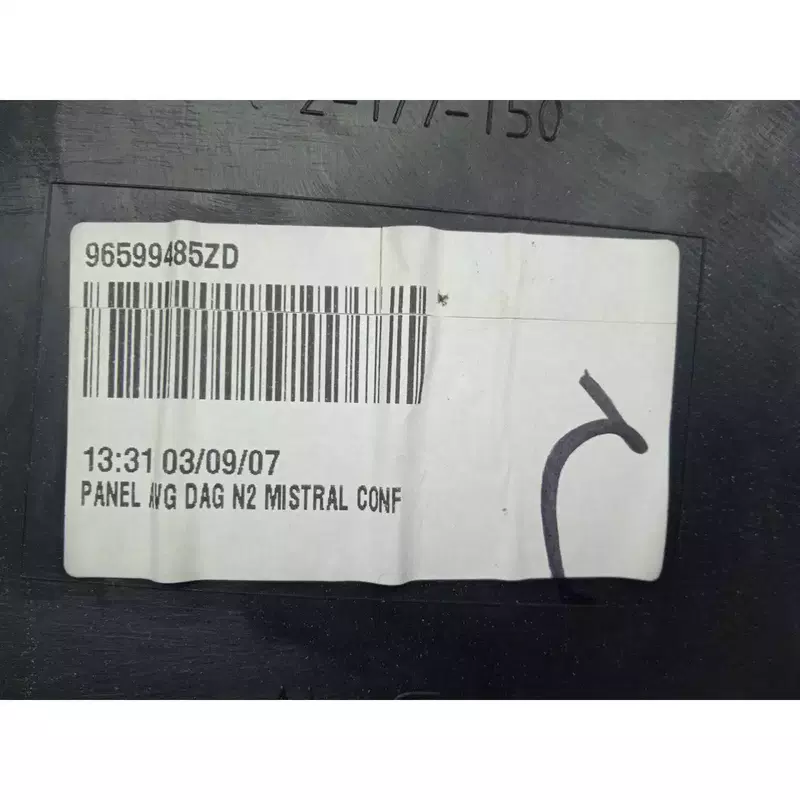 2-177-150
96599485ZD
13:31 03/09/07
PANEL AVG DAG N2 MISTRAL CONF